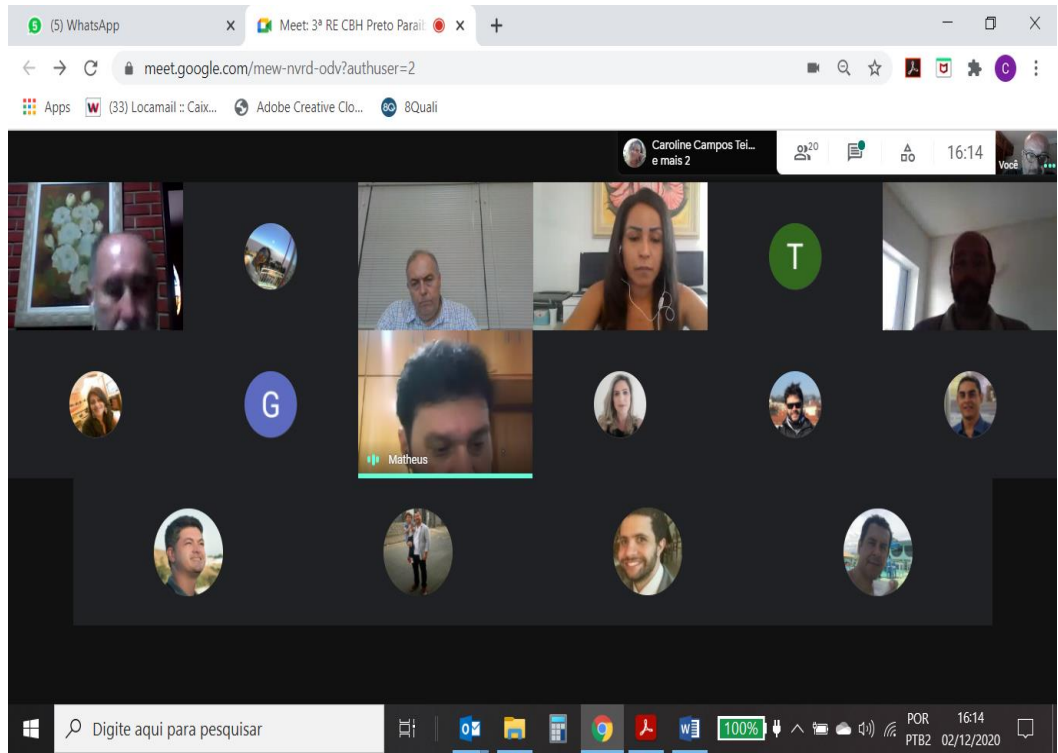 (5) WhatsApp
Meet: 3ª RE CBH Preto Paraíb
meet.google.com/mew-nvrd-odv?authuser=2
C
Apps
(33) Locamail :: Caix...
Adobe Creative Clo...
8Q
8Quali
Caroline Campos Tei...
e mais 2
20
16:14
Você
T
G
Matheus
Digite aqui para pesquisar
100%
POR
PTB2
16:14
02/12/2020